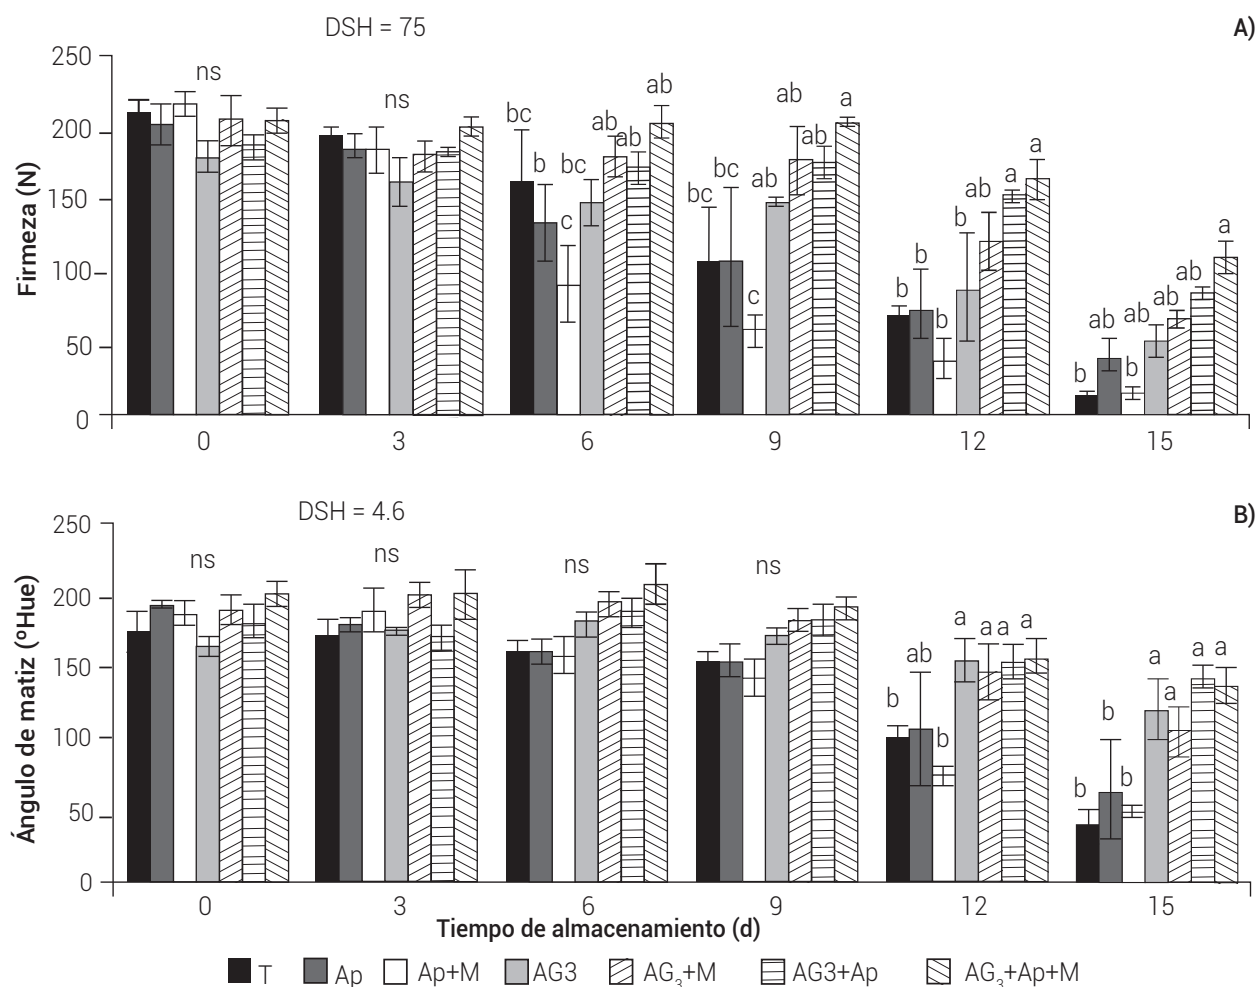 DSH = 75
A)
250
200
150
100
50
0
Firmeza (N)
ns
ns
bc b c bc ab ab ab
bc bc c ab ab ab a
b b b b ab a a
b ab b ab ab ab a
0 3 6 9 12 15
DSH = 4.6
B)
250
200
150
100
50
0
Ángulo de matiz (ºHue)
ns
ns
ns
ns
b ab b a a a a
b b b a a a a
0 3 6 9 12 15
Tiempo de almacenamiento (d)
T Ap Ap+M AG3 AG₃+M AG3+Ap AG₃+Ap+M